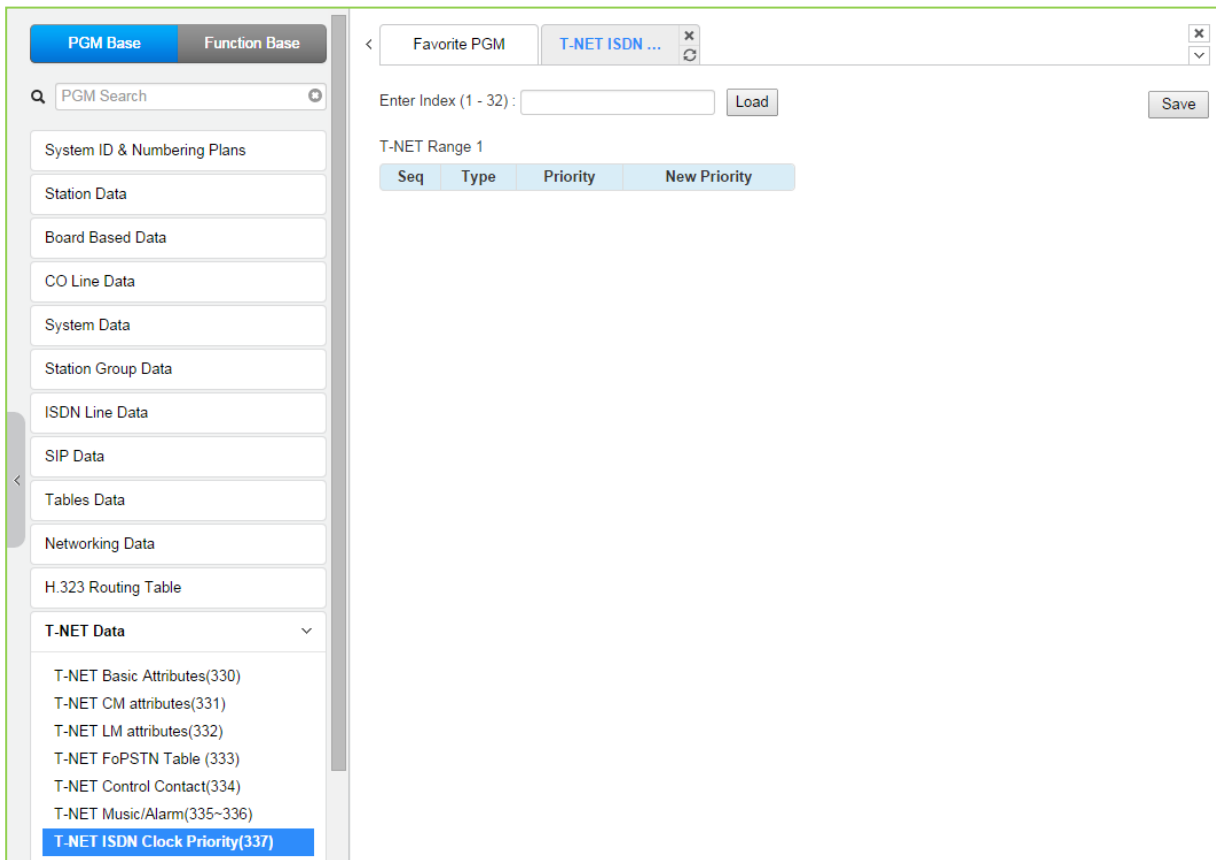 PGM Base
Function Base
PGM Search
System ID & Numbering Plans
Station Data
Board Based Data
CO Line Data
System Data
Station Group Data
ISDN Line Data
SIP Data
Tables Data
Networking Data
H.323 Routing Table
T-NET Data
T-NET Basic Attributes(330)
T-NET CM attributes(331)
T-NET LM attributes(332)
T-NET FoPSTN Table (333)
T-NET Control Contact(334)
T-NET Music/Alarm(335~336)
T-NET ISDN Clock Priority(337)
Favorite PGM
T-NET ISDN ...
Enter Index (1 - 32) :
Load
Save
T-NET Range 1
Seq Type Priority New Priority